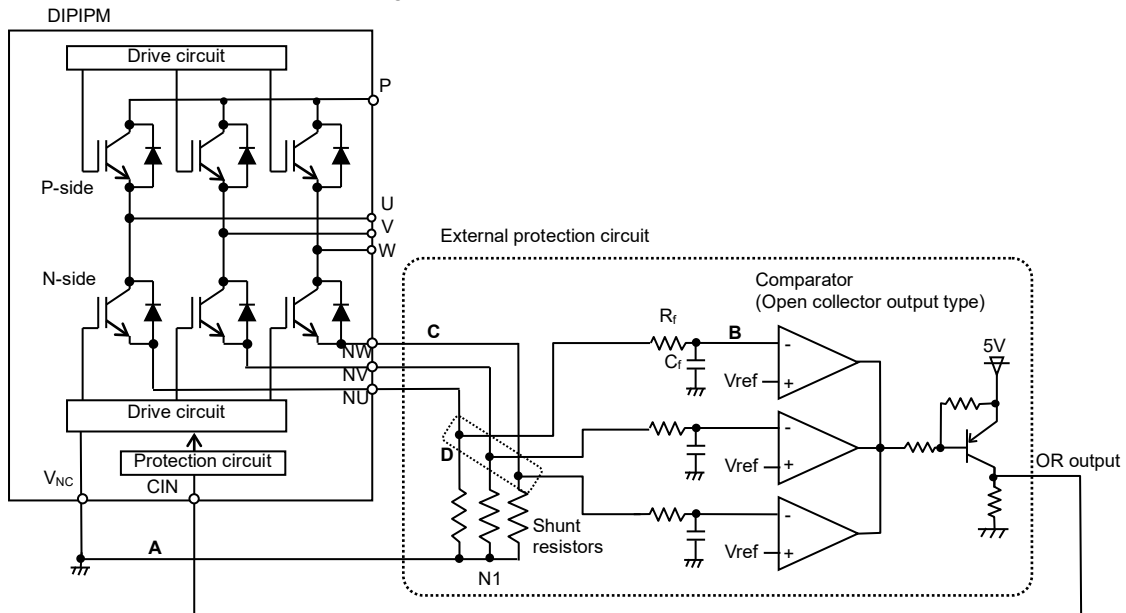 DIPIPM
Drive circuit
P
P-side
U
V
W
External protection circuit
N-side
Comparator
(Open collector output type)
C
Rf
B
5V
NW
Cf
-
NV
Vref
+
NU
Drive circuit
D
-
Protection circuit
Vref
+
OR output
VNC
CIN
-
Shunt
resistors
A
Vref
+
N1